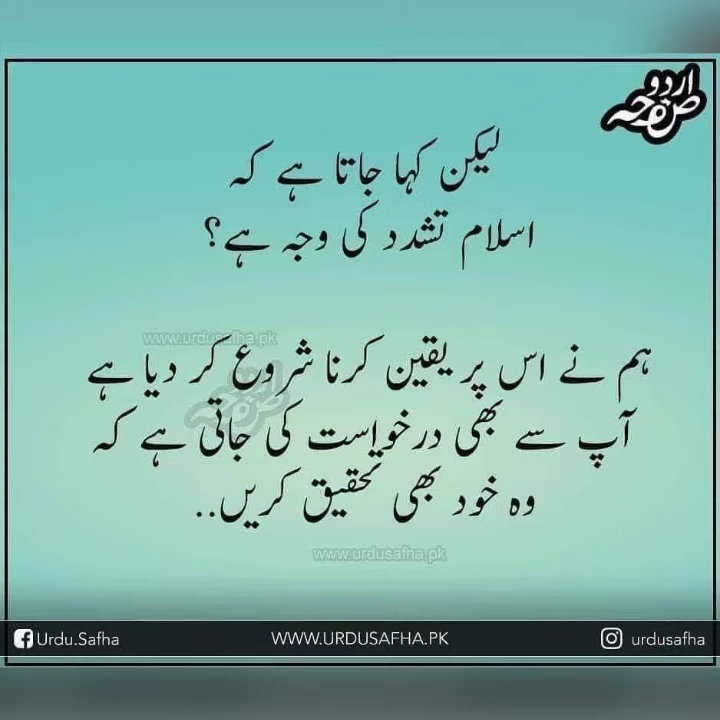 اردو
صفحہ
لیکن کہا جاتا ہے کہ
اسلام تشدد کی وجہ ہے؟
www.urdusafha.pk
ہم نے اس پر یقین کرنا شروع کر دیا ہے
آپ سے بھی درخواست کی جاتی ہے کہ
وہ خود بھی تحقیق کریں..
www.urdusafha.pk
Urdu.Safha
WWW.URDUSAFHA.PK
urdusafha